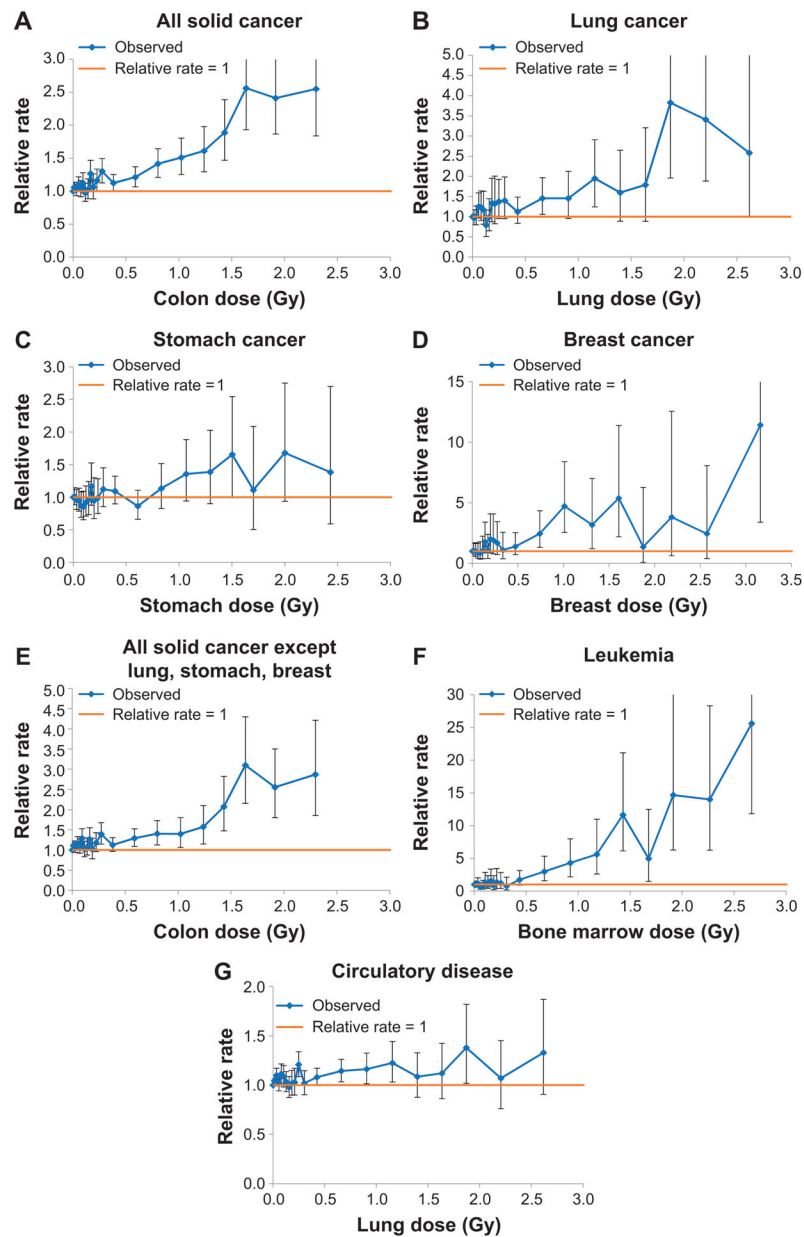 A
All solid cancer
Observed
Relative rate = 1
Relative rate
3.0
2.5
2.0
1.5
1.0
0.5
0.0
0.0 0.5 1.0 1.5 2.0 2.5 3.0
Colon dose (Gy)
B
Lung cancer
Observed
Relative rate = 1
Relative rate
5.0
4.5
4.0
3.5
3.0
2.5
2.0
1.5
1.0
0.5
0.0
0.0 0.5 1.0 1.5 2.0 2.5 3.0
Lung dose (Gy)
C
Stomach cancer
Observed
Relative rate =1
Relative rate
3.0
2.5
2.0
1.5
1.0
0.5
0.0
0.0 0.5 1.0 1.5 2.0 2.5 3.0
Stomach dose (Gy)
D
Breast cancer
Observed
Relative rate = 1
Relative rate
15
10
5
0
0.0 0.5 1.0 1.5 2.0 2.5 3.0 3.5
Breast dose (Gy)
E
All solid cancer except
lung, stomach, breast
Observed
Relative rate = 1
Relative rate
5.0
4.5
4.0
3.5
3.0
2.5
2.0
1.5
1.0
0.5
0.0
0.0 0.5 1.0 1.5 2.0 2.5 3.0
Colon dose (Gy)
F
Leukemia
Observed
Relative rate = 1
Relative rate
30
25
20
15
10
5
0
0.0 0.5 1.0 1.5 2.0 2.5 3.0
Bone marrow dose (Gy)
G
Circulatory disease
Observed
Relative rate = 1
Relative rate
2.0
1.5
1.0
0.5
0.0
0.0 0.5 1.0 1.5 2.0 2.5 3.0
Lung dose (Gy)